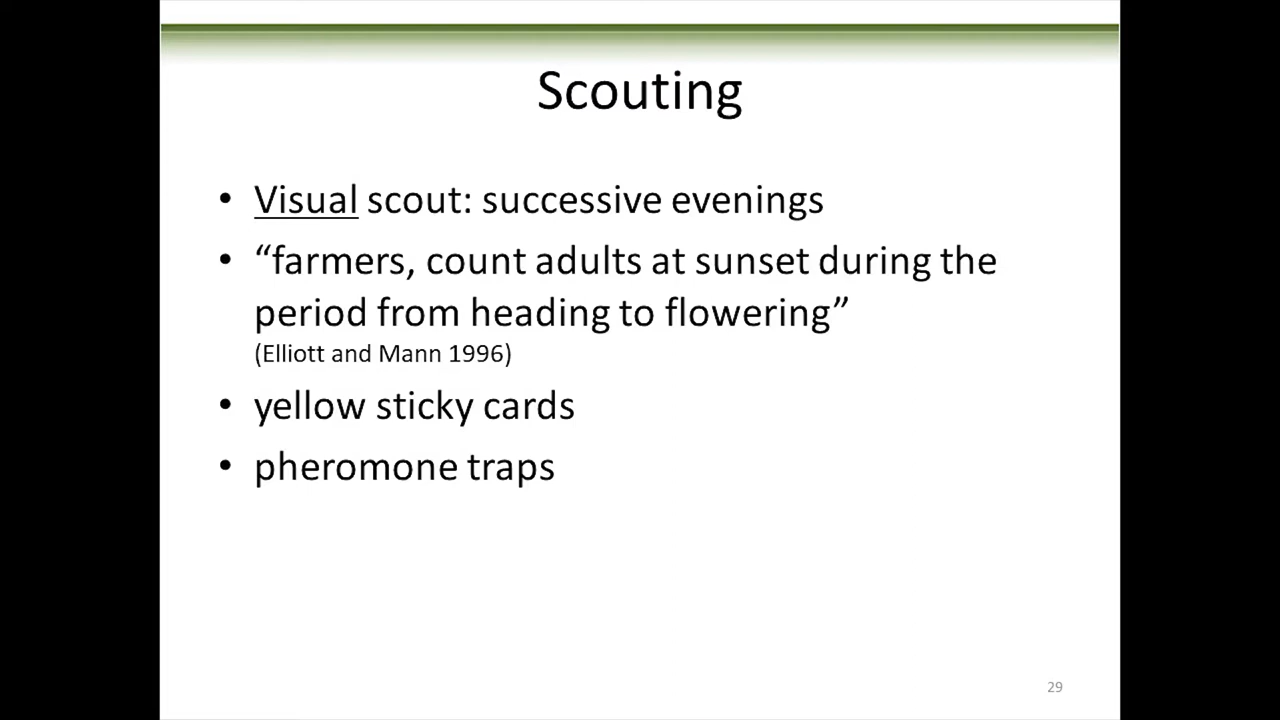 Scouting
• Visual scout: successive evenings
• “farmers, count adults at sunset during the
period from heading to flowering”
(Elliott and Mann 1996)
• yellow sticky cards
• pheromone traps
29